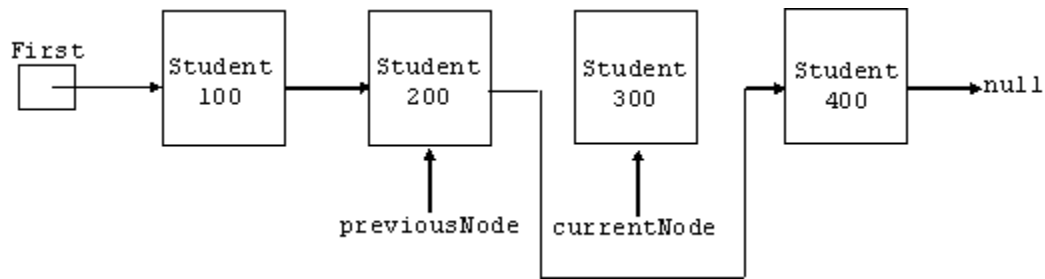 First
Student
100
Student
200
Student
300
Student
400
null
previousNode
currentNode